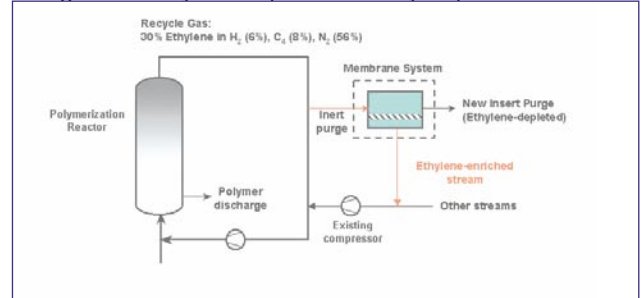 Recycle Gas:
30% Ethylene in H2 (6%), C4 (8%), N2 (56%)
Membrane System
Polymerization
Reactor
Inert
purge
New Insert Purge
(Ethylene-depleted)
Ethylene-enriched
stream
Polymer
discharge
Other streams
Existing
compressor